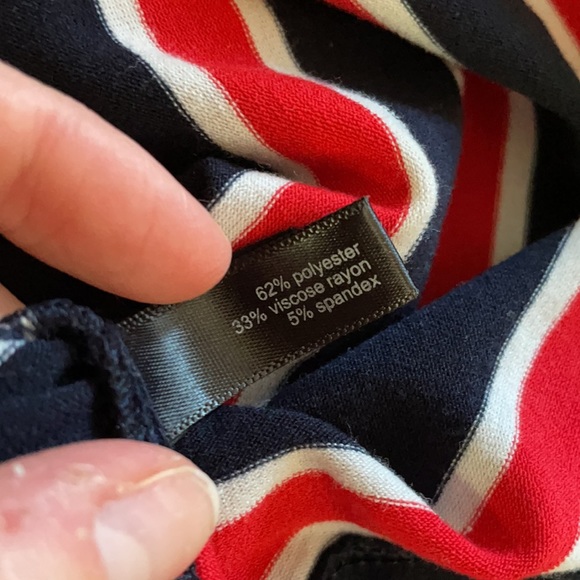 62% polyester
33% viscose rayon
5% spandex